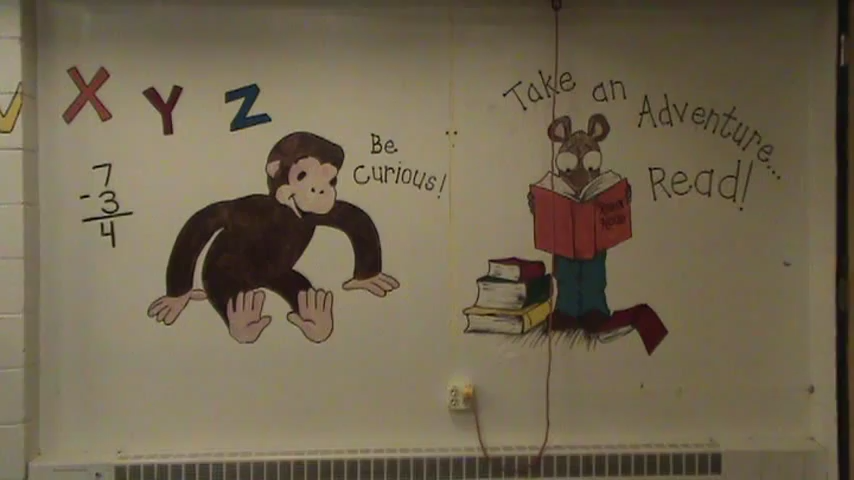 V X Y Z
7
- 3
4
Be
Curious!
Take an
Adventure...
Read!